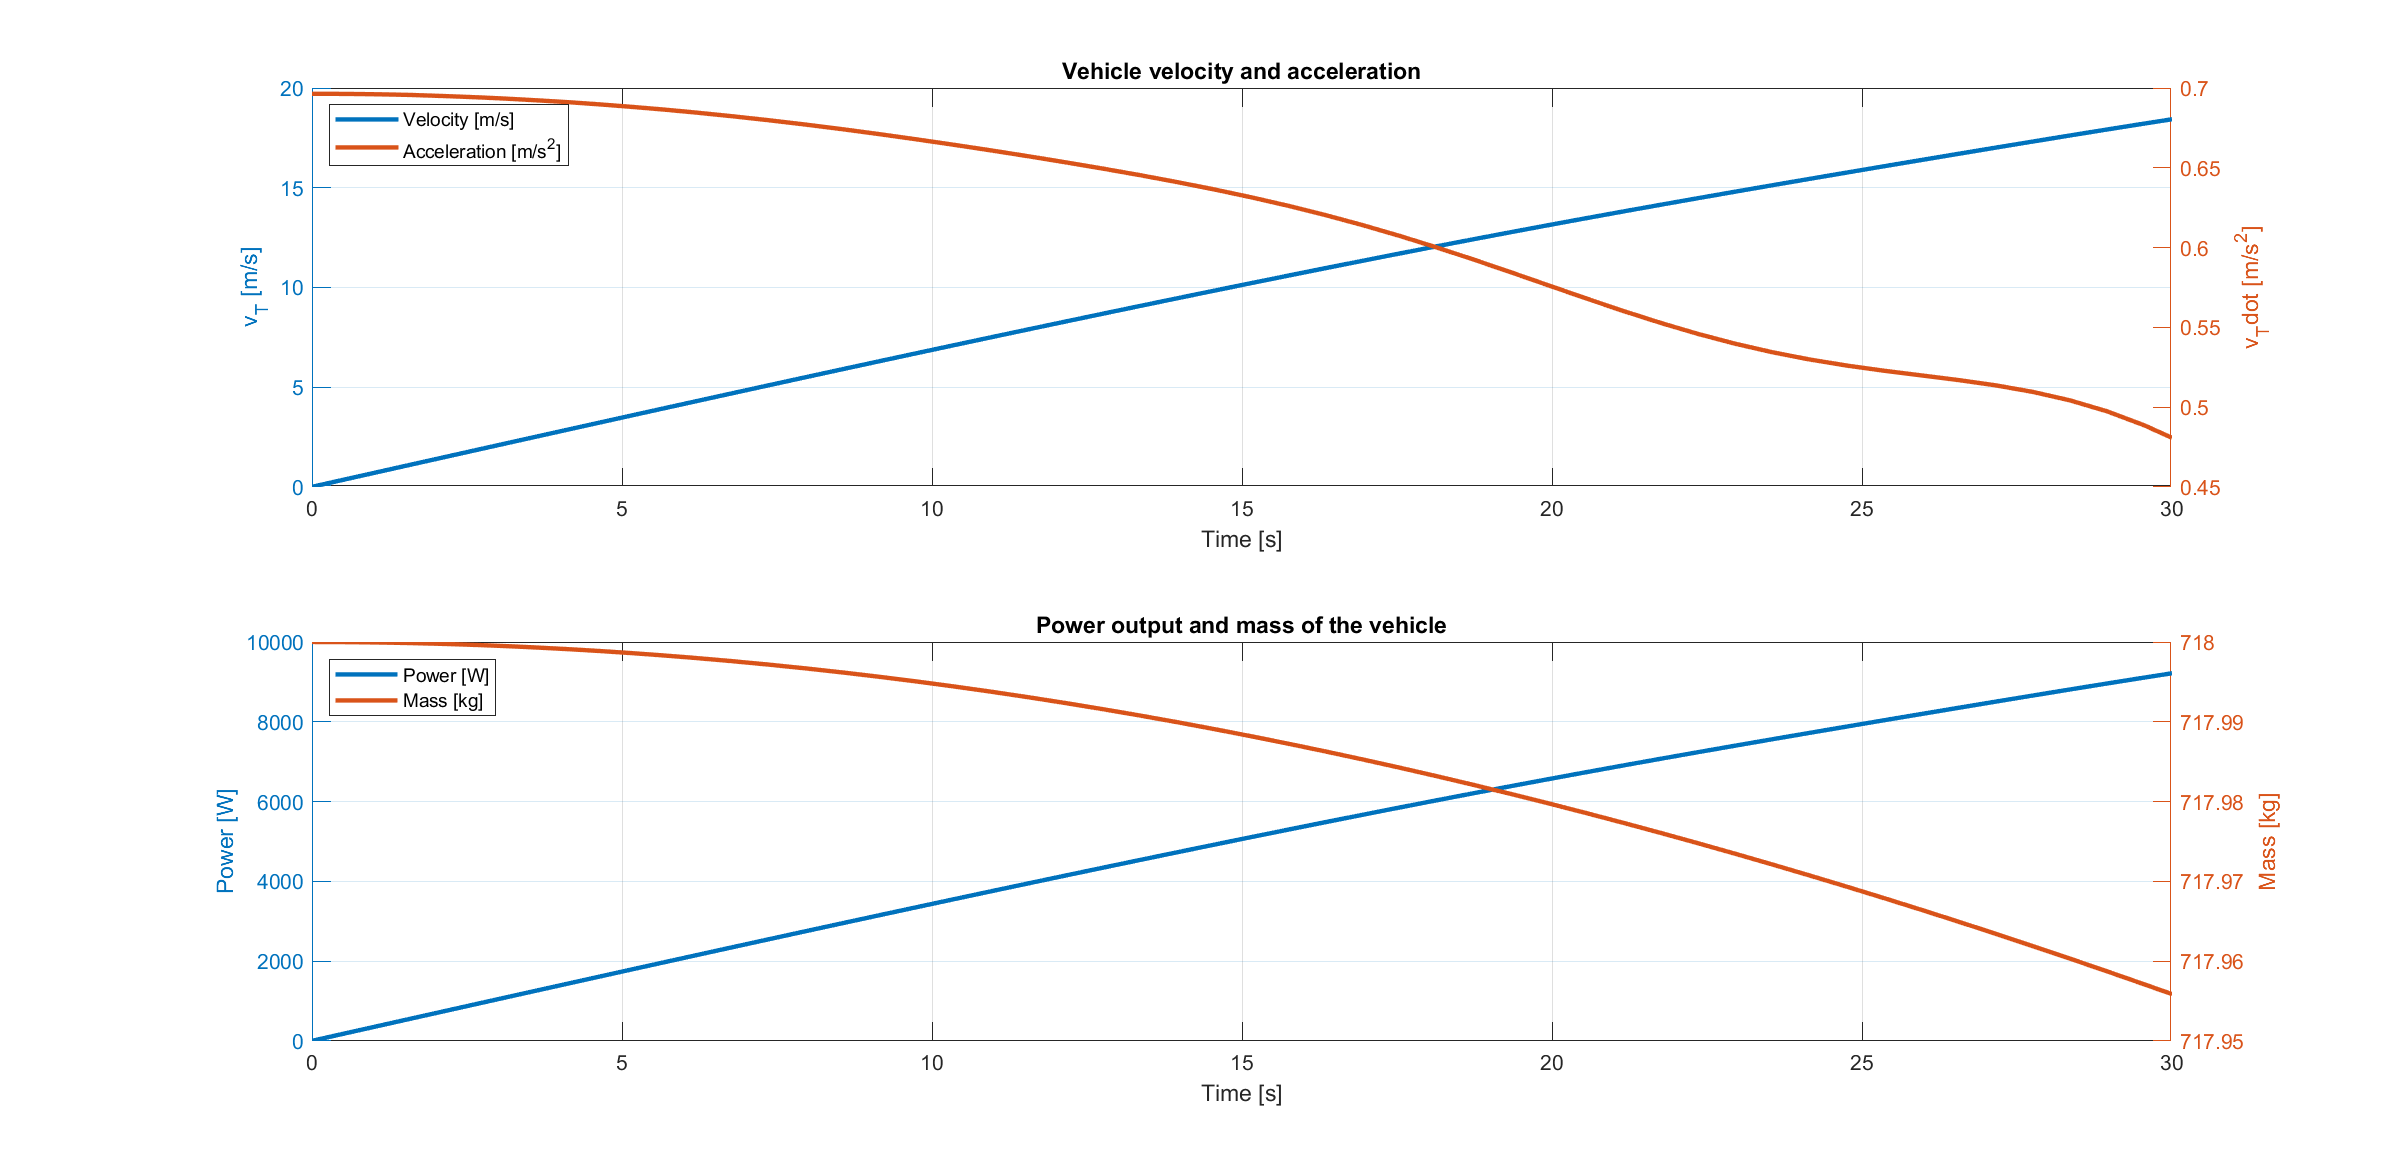 Vehicle velocity and acceleration
20
15
10
5
0
v_T [m/s]
Velocity [m/s]
Acceleration [m/s^2]
0.7
0.65
0.6
0.55
0.5
0.45
v_Tdot [m/s^2]
0 5 10 15 20 25 30
Time [s]
Power output and mass of the vehicle
10000
8000
6000
4000
2000
0
Power [W]
Power [W]
Mass [kg]
718
717.99
717.98
717.97
717.96
717.95
Mass [kg]
0 5 10 15 20 25 30
Time [s]